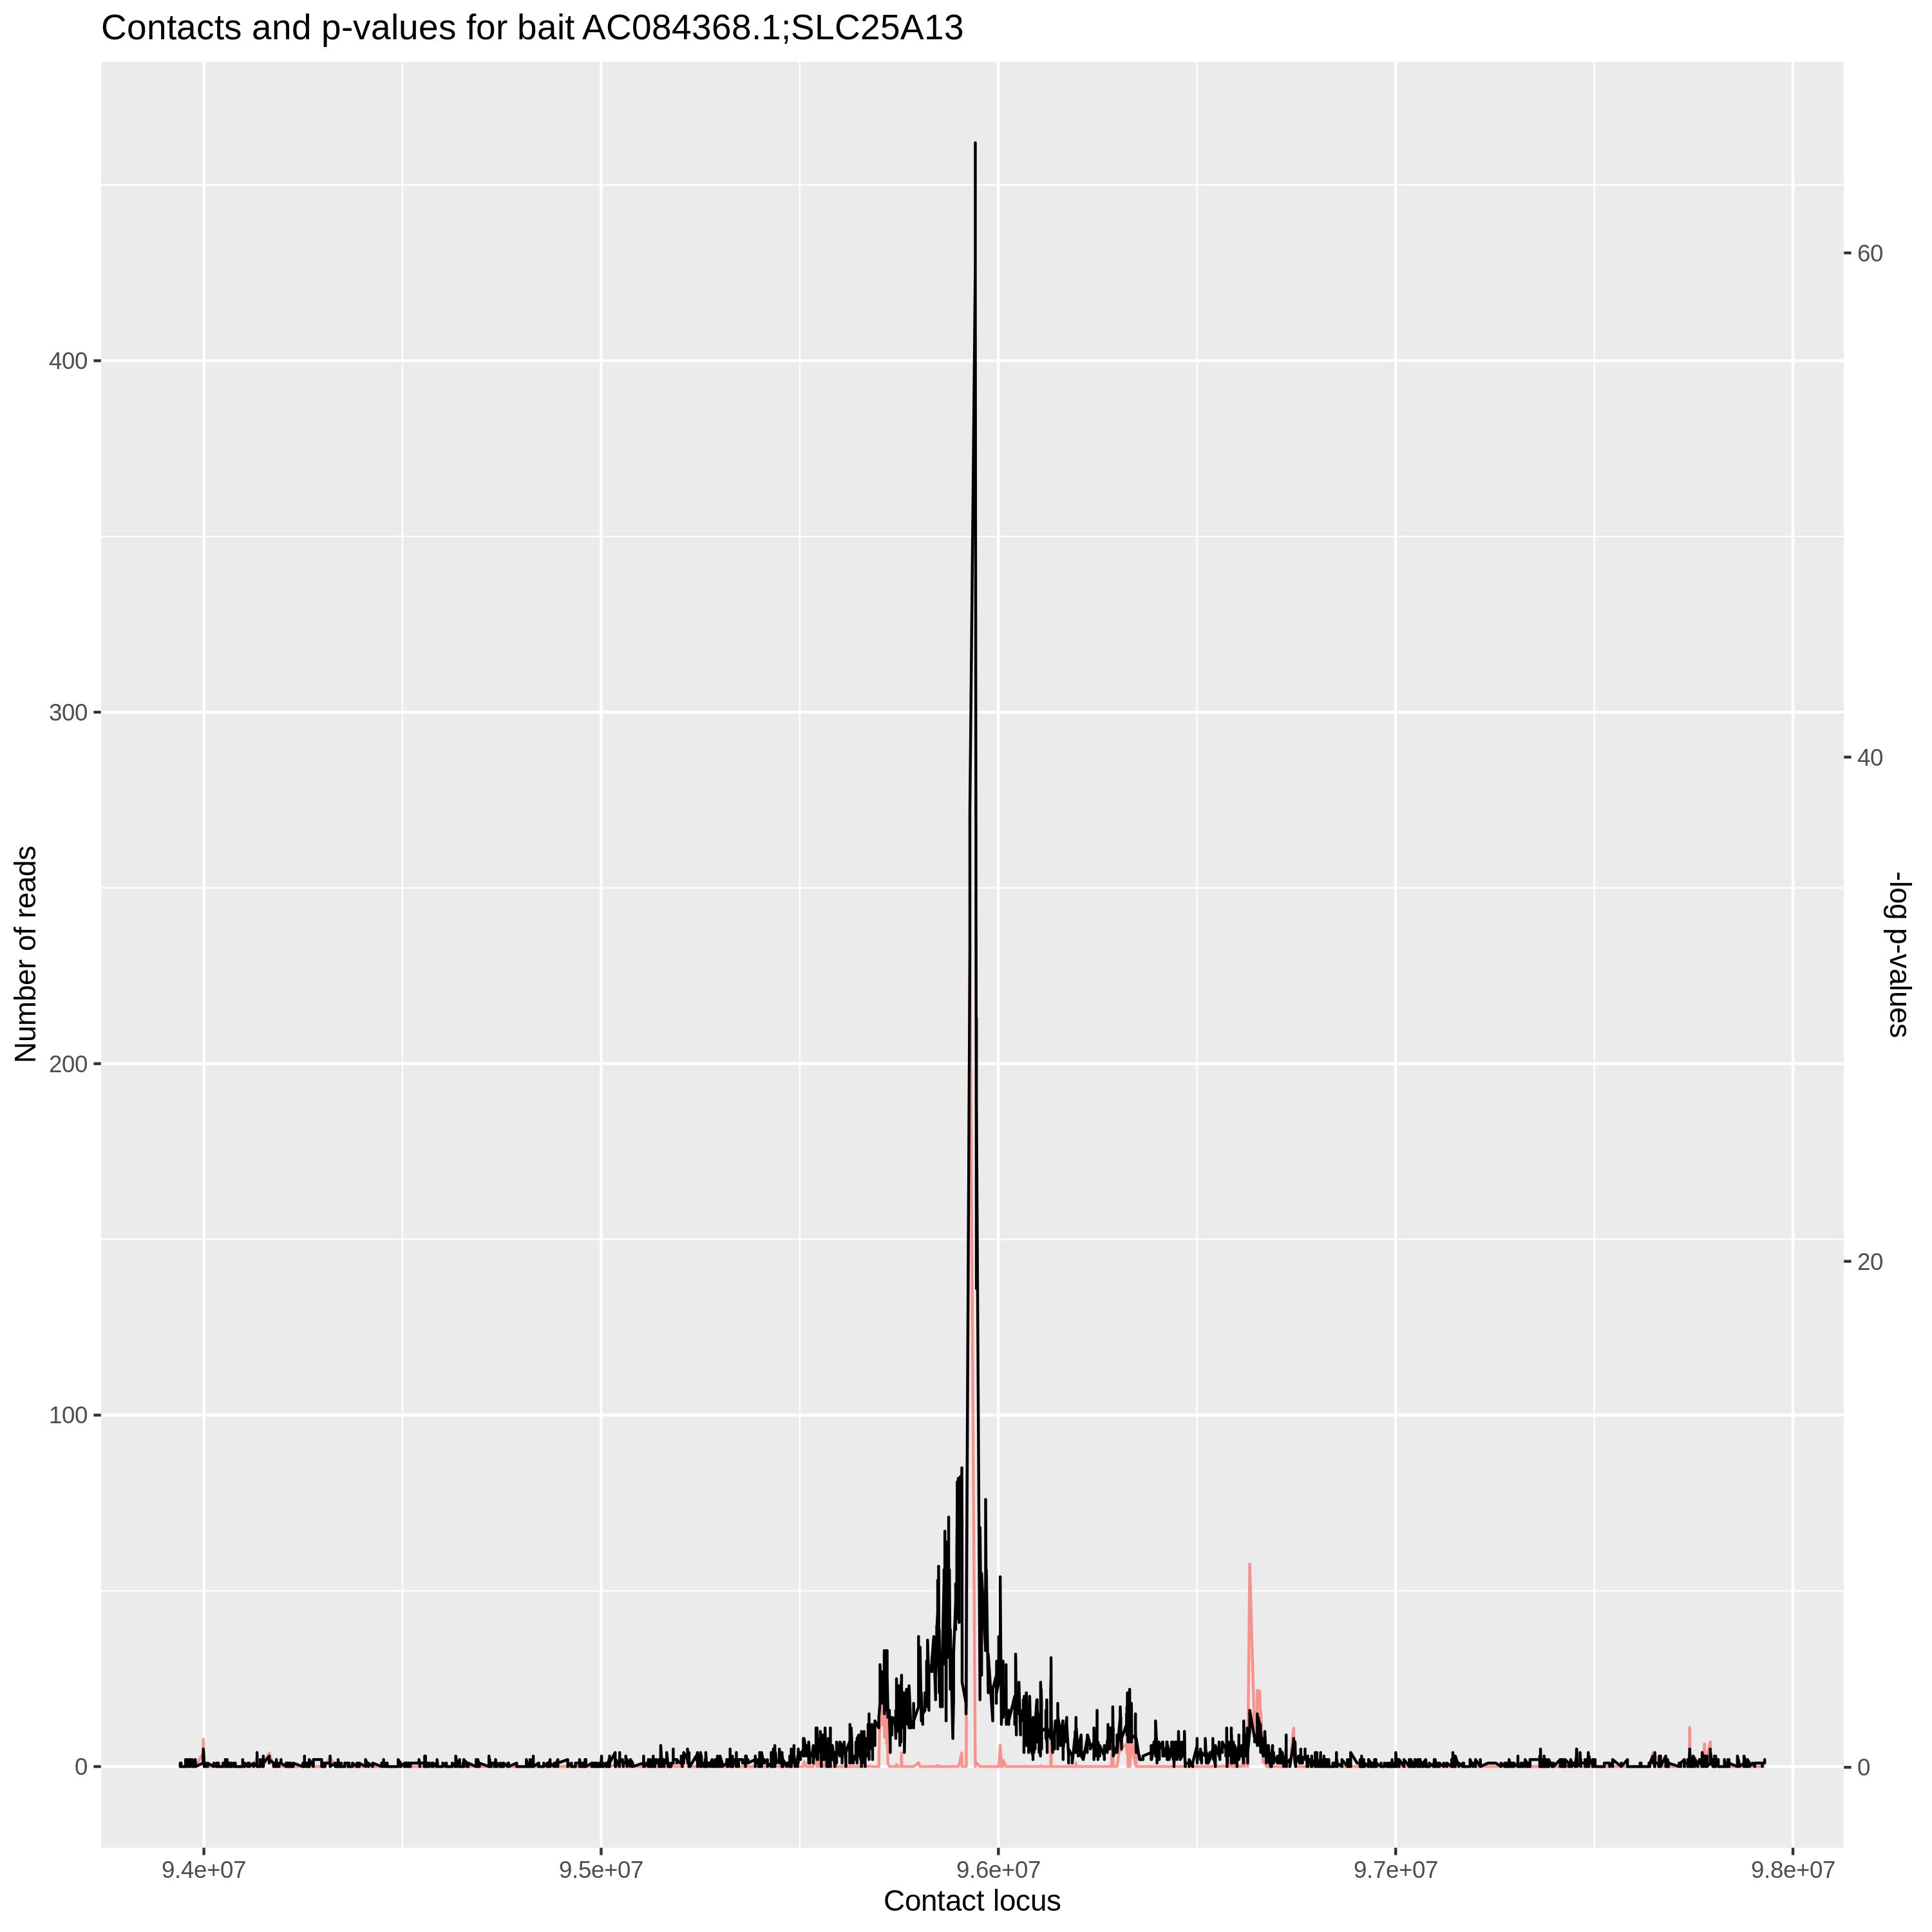 Contacts and p-values for bait AC084368.1;SLC25A13
Number of reads
400
300
200
100
0
60
40
20
0
-log p-values
9.4e+07
9.5e+07
9.6e+07
9.7e+07
9.8e+07
Contact locus